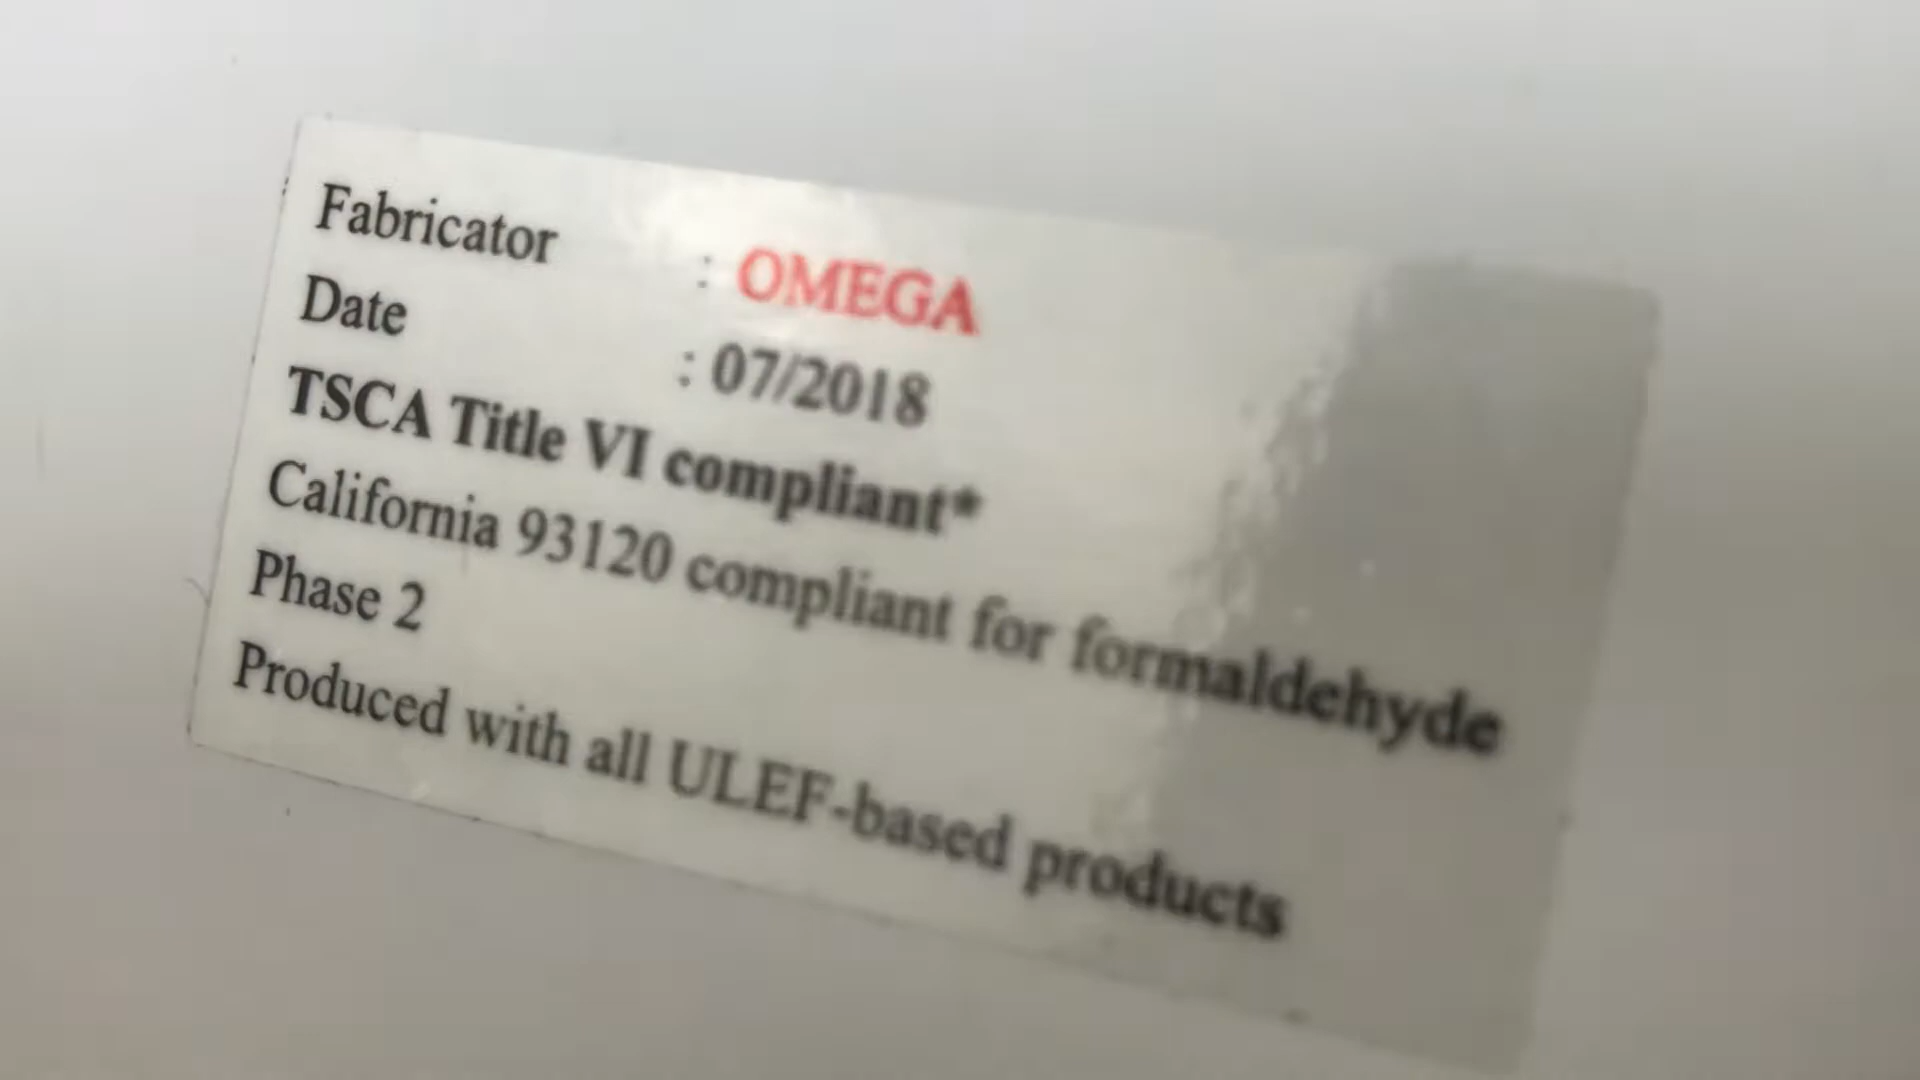 Fabricator : OMEGA
Date : 07/2018
TSCA Title VI compliant*
California 93120 compliant for formaldehyde
Phase 2
Produced with all ULEF-based products